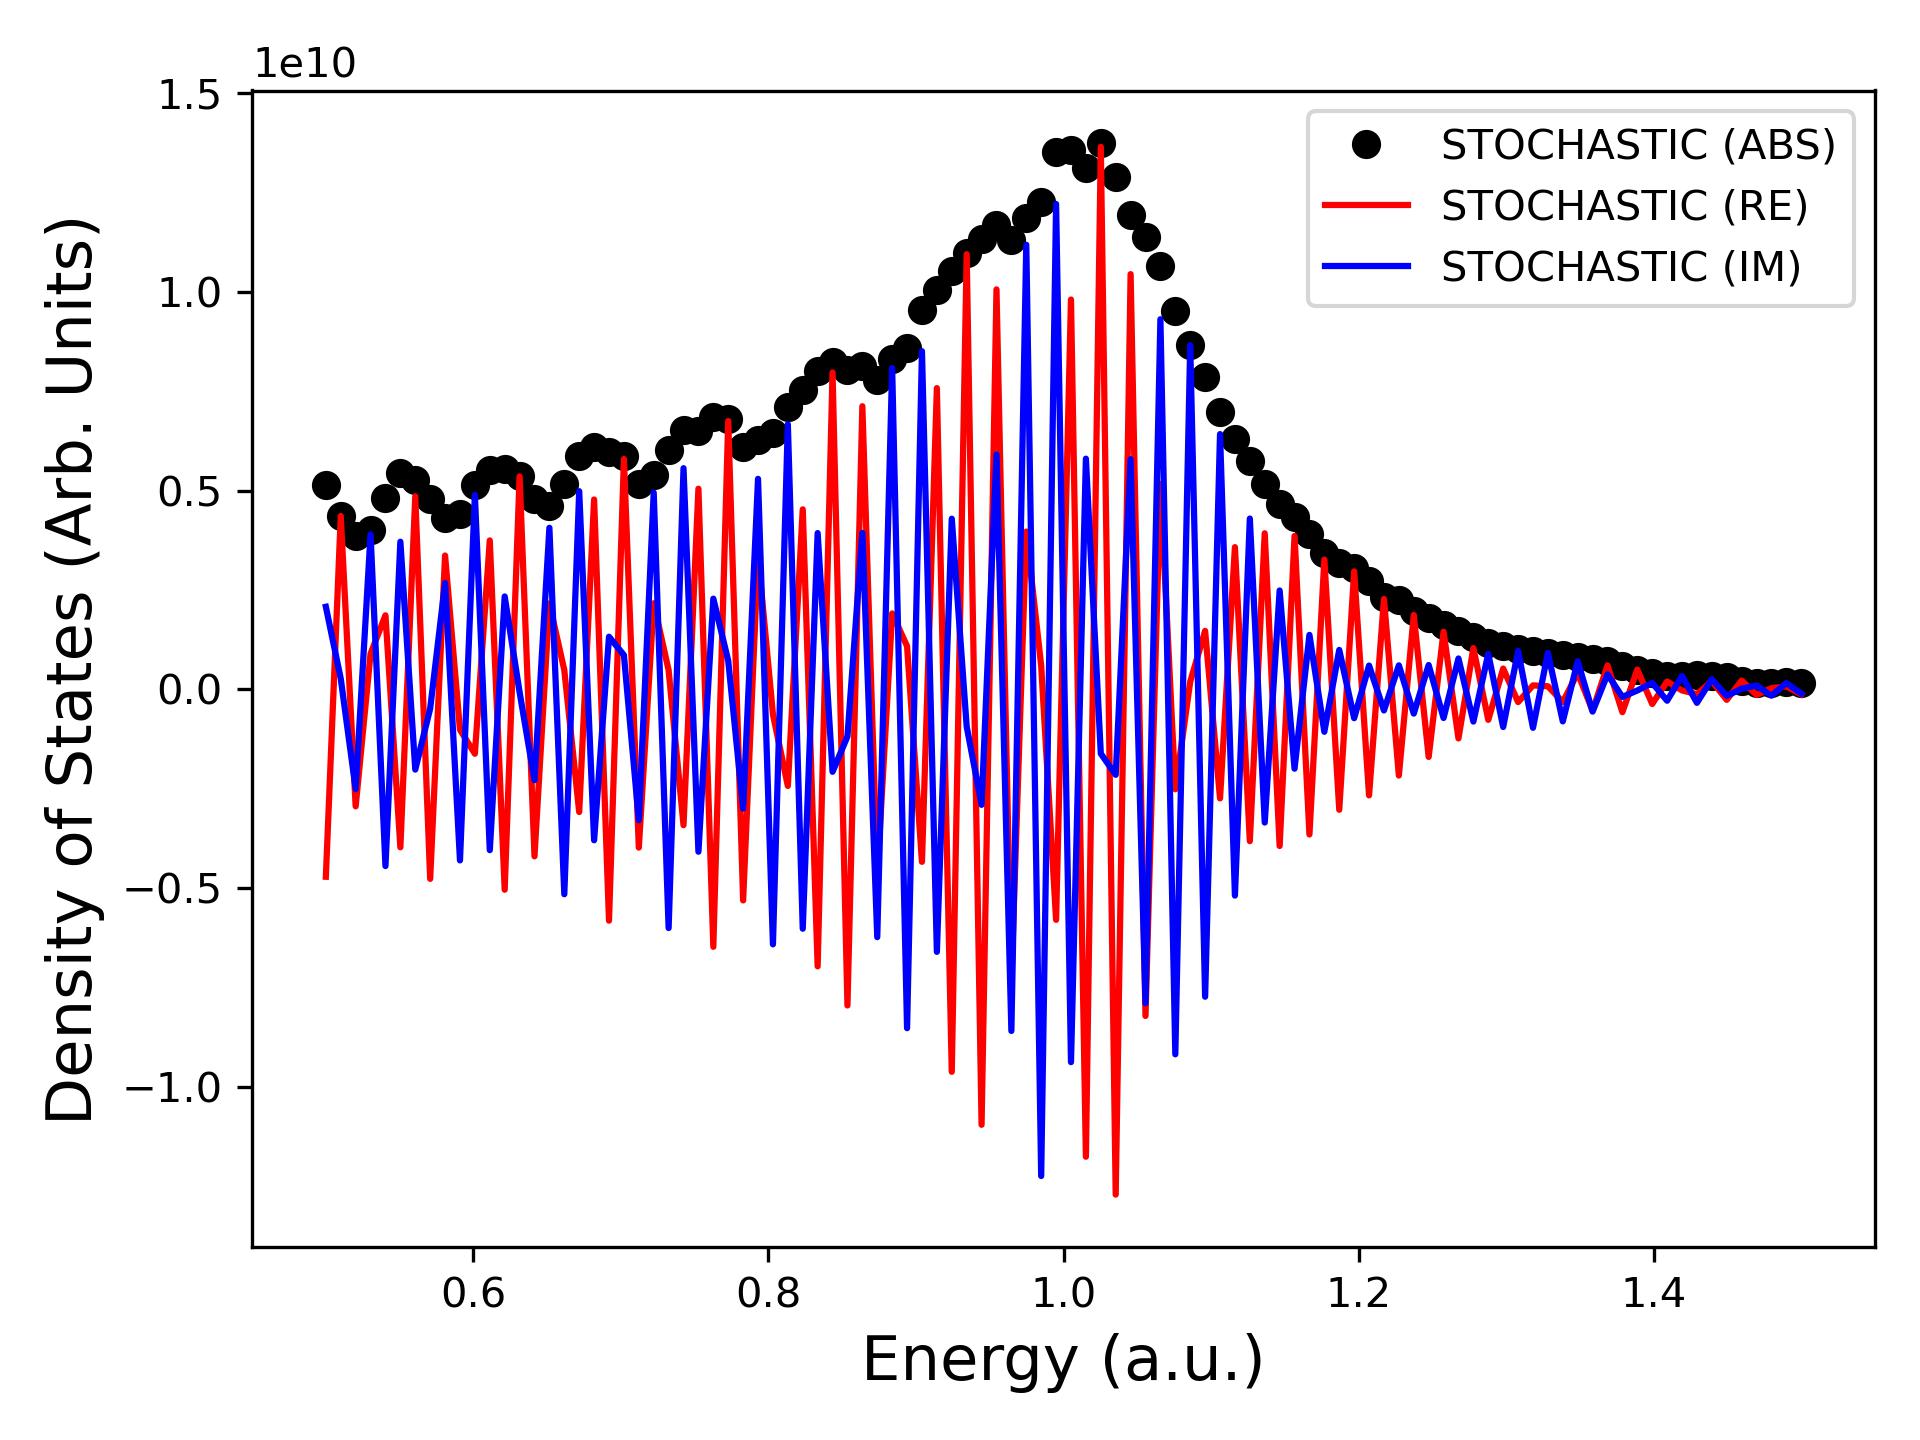 1e10
1.5
1.0
0.5
0.0
−0.5
−1.0
Density of States (Arb. Units)
STOCHASTIC (ABS)
STOCHASTIC (RE)
STOCHASTIC (IM)
0.6
0.8
1.0
1.2
1.4
Energy (a.u.)